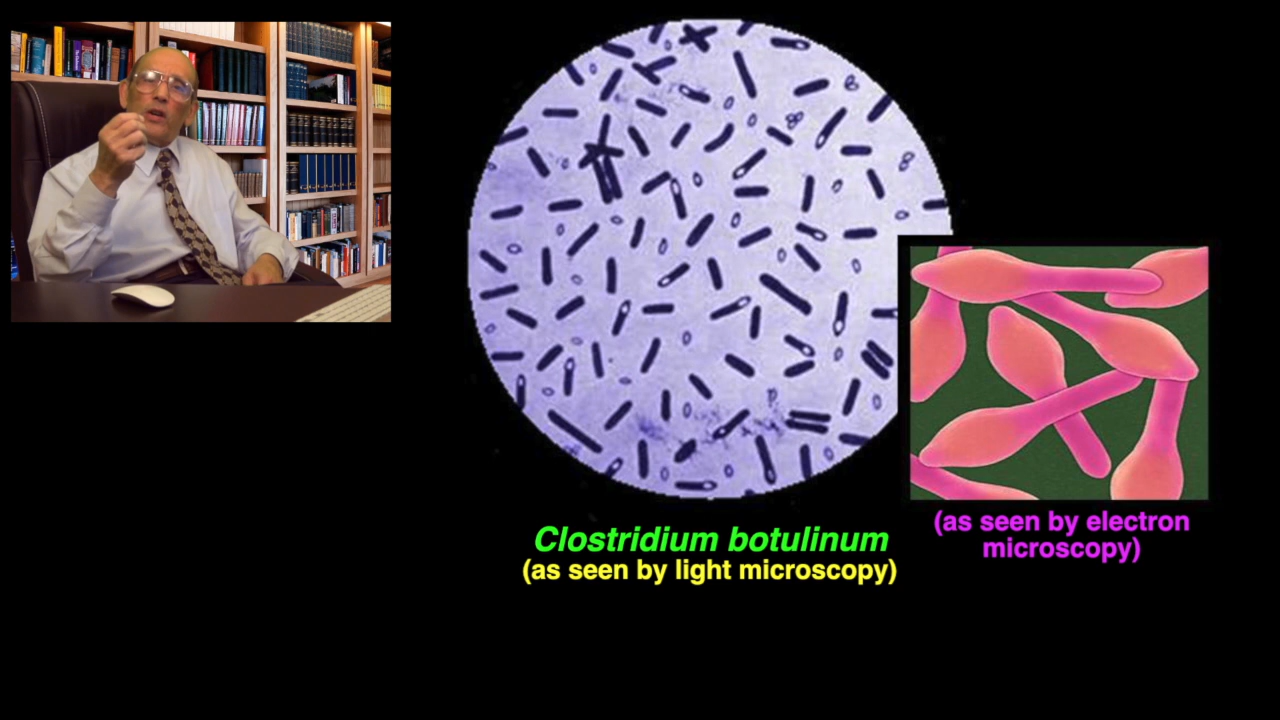 Clostridium botulinum
(as seen by light microscopy)
(as seen by electron
microscopy)